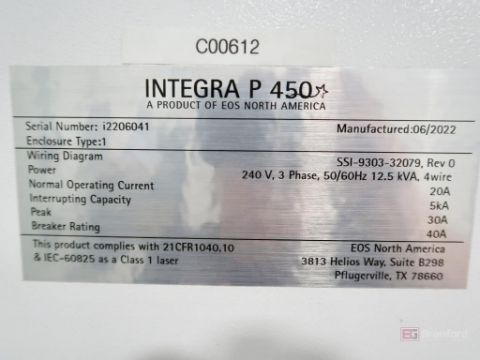 C00612
INTEGRA P 450
A PRODUCT OF EOS NORTH AMERICA
Serial Number: i2206041 Manufactured:06/2022
Enclosure Type:1
Wiring Diagram SSI-9303-32079, Rev 0
Power 240 V, 3 Phase, 50/60Hz 12.5 kVA, 4wire
Normal Operating Current 20A
Interrupting Capacity 5kA
Peak 30A
Breaker Rating 40A
This product complies with 21CFR1040.10 EOS North America
& IEC-60825 as a Class 1 laser 3813 Helios Way, Suite B298
Pflugerville, TX 78660
BG Branford